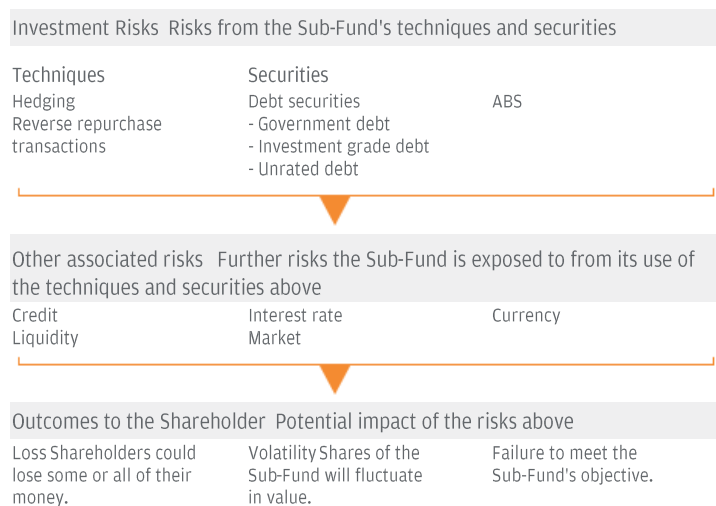 Investment Risks Risks from the Sub-Fund's techniques and securities
Techniques
Hedging
Reverse repurchase
transactions
Securities
Debt securities
- Government debt
- Investment grade debt
- Unrated debt
ABS
Other associated risks Further risks the Sub-Fund is exposed to from its use of
the techniques and securities above
Credit
Liquidity
Interest rate
Market
Currency
Outcomes to the Shareholder Potential impact of the risks above
Loss Shareholders could
lose some or all of their
money.
Volatility Shares of the
Sub-Fund will fluctuate
in value.
Failure to meet the
Sub-Fund's objective.